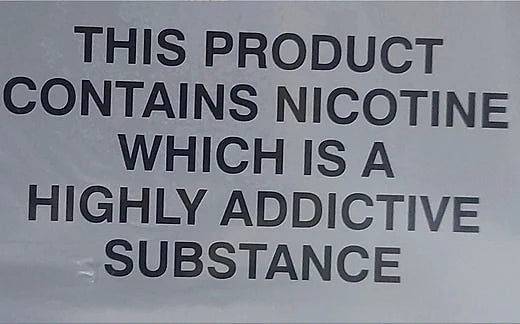 THIS PRODUCT
CONTAINS NICOTINE
WHICH IS A
HIGHLY ADDICTIVE
SUBSTANCE